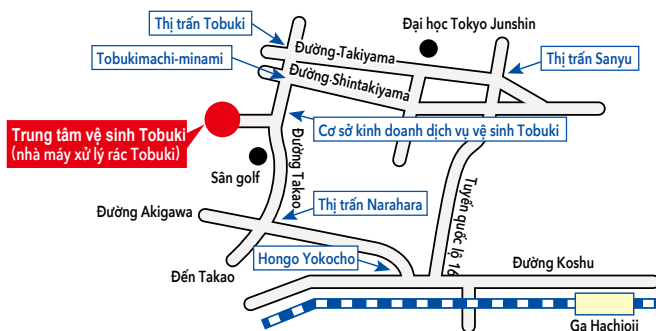 Thị trấn Tobuki
Đại học Tokyo Junshin
Đường Takiyama
Tobukimachi-minami
Thị trấn Sanyu
Đường Shintakiyama
Trung tâm vệ sinh Tobuki
(nhà máy xử lý rác Tobuki)
Cơ sở kinh doanh dịch vụ vệ sinh Tobuki
Đường Takao
Sân golf
Tuyến quốc lộ 16
Thị trấn Narahara
Đường Akigawa
Hongo Yokocho
Đường Koshu
Đến Takao
Ga Hachioji